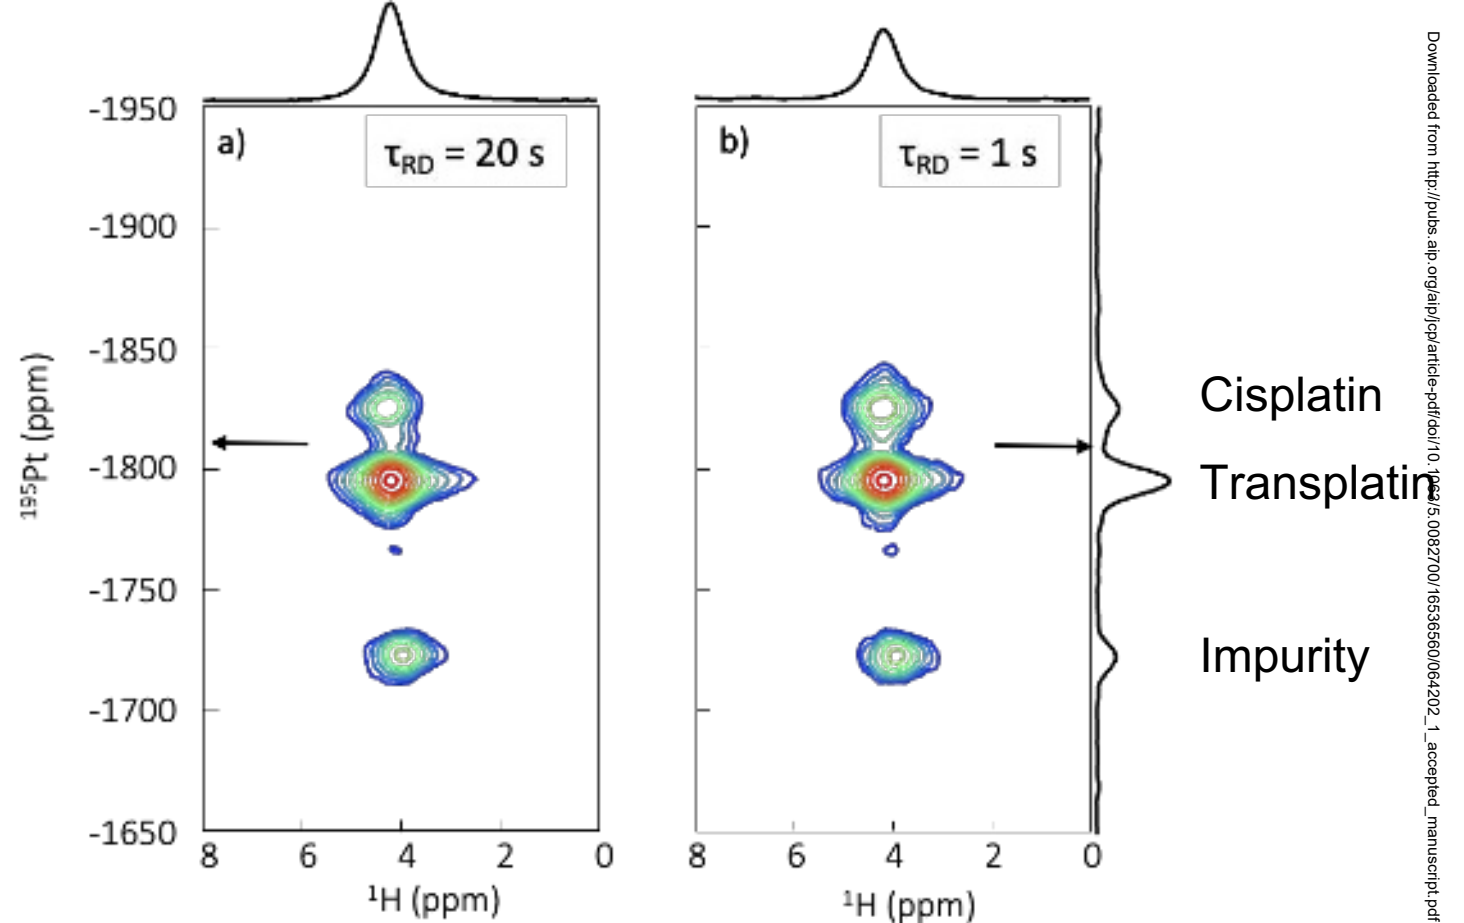 a)
τRD = 20 s
b)
τRD = 1 s
-1950
-1900
-1850
-1800
-1750
-1700
-1650
195Pt (ppm)
8 6 4 2 0
1H (ppm)
8 6 4 2 0
1H (ppm)
Cisplatin
Transplatin
Impurity
Downloaded from http://pubs.aip.org/aip/jcp/article-pdf/doi/10.1063/5.0082700/16536560/064202_1_accepted_manuscript.pdf